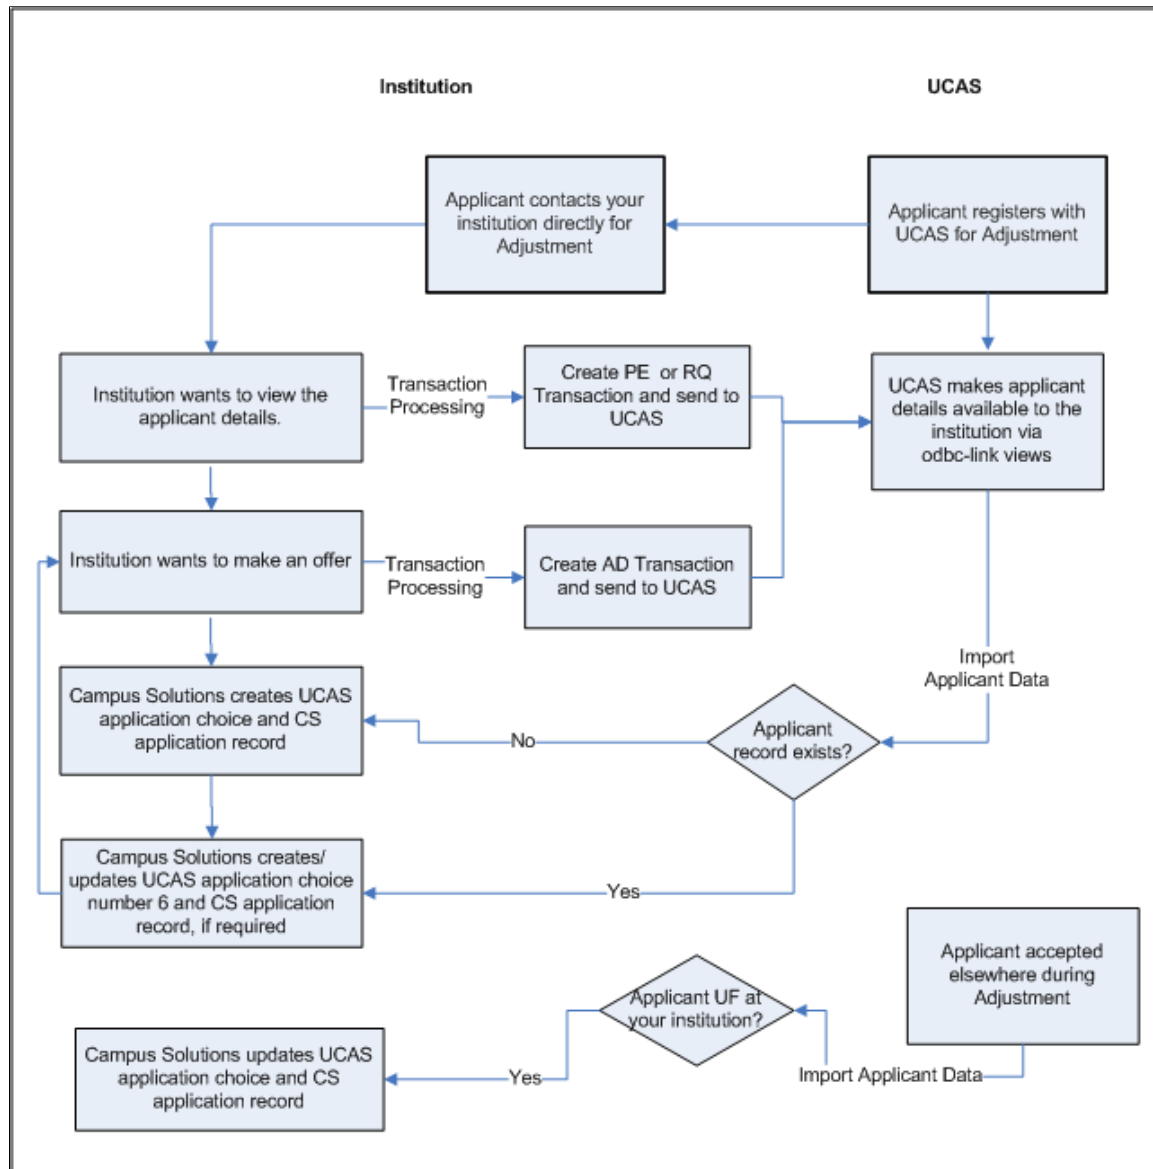 Institution
UCAS
Applicant contacts your
institution directly for
Adjustment
Applicant registers with
UCAS for Adjustment
Institution wants to view the
applicant details.
Transaction
Processing
Create PE or RQ
Transaction and send to
UCAS
UCAS makes applicant
details available to the
institution via
odbc-link views
Institution wants to make an offer
Transaction
Processing
Create AD Transaction
and send to UCAS
Import
Applicant Data
Campus Solutions creates UCAS
application choice and CS
application record
No
Applicant
record exists?
Campus Solutions creates/
updates UCAS application choice
number 6 and CS application
record, if required
Yes
Applicant accepted
elsewhere during
Adjustment
Applicant UF at
your institution?
Campus Solutions updates UCAS
application choice and CS
application record
Yes
Import Applicant Data